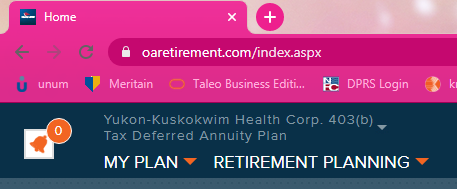 Home
oaretirement.com/index.aspx
unum Meritain Taleo Business Editi... DPRS Login
0
Yukon-Kuskokwim Health Corp. 403(b)
Tax Deferred Annuity Plan
MY PLAN RETIREMENT PLANNING